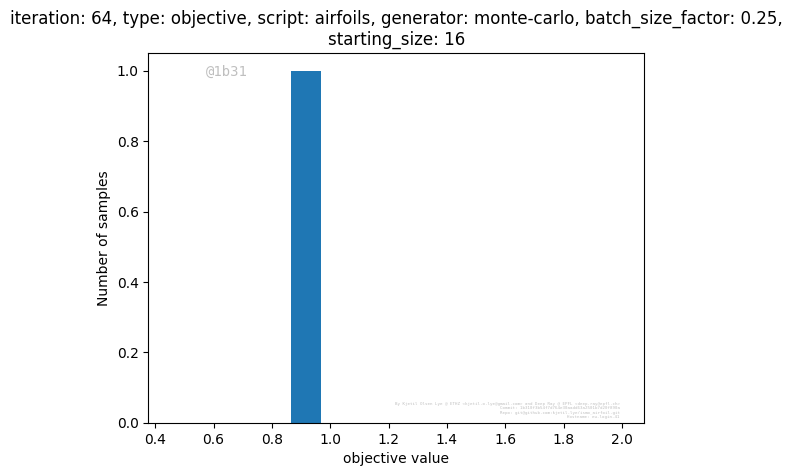 iteration: 64, type: objective, script: airfoils, generator: monte-carlo, batch_size_factor: 0.25,
starting_size: 16
@1b31
1.0
0.8
0.6
0.4
0.2
0.0
Number of samples
0.4 0.6 0.8 1.0 1.2 1.4 1.6 1.8 2.0
objective value